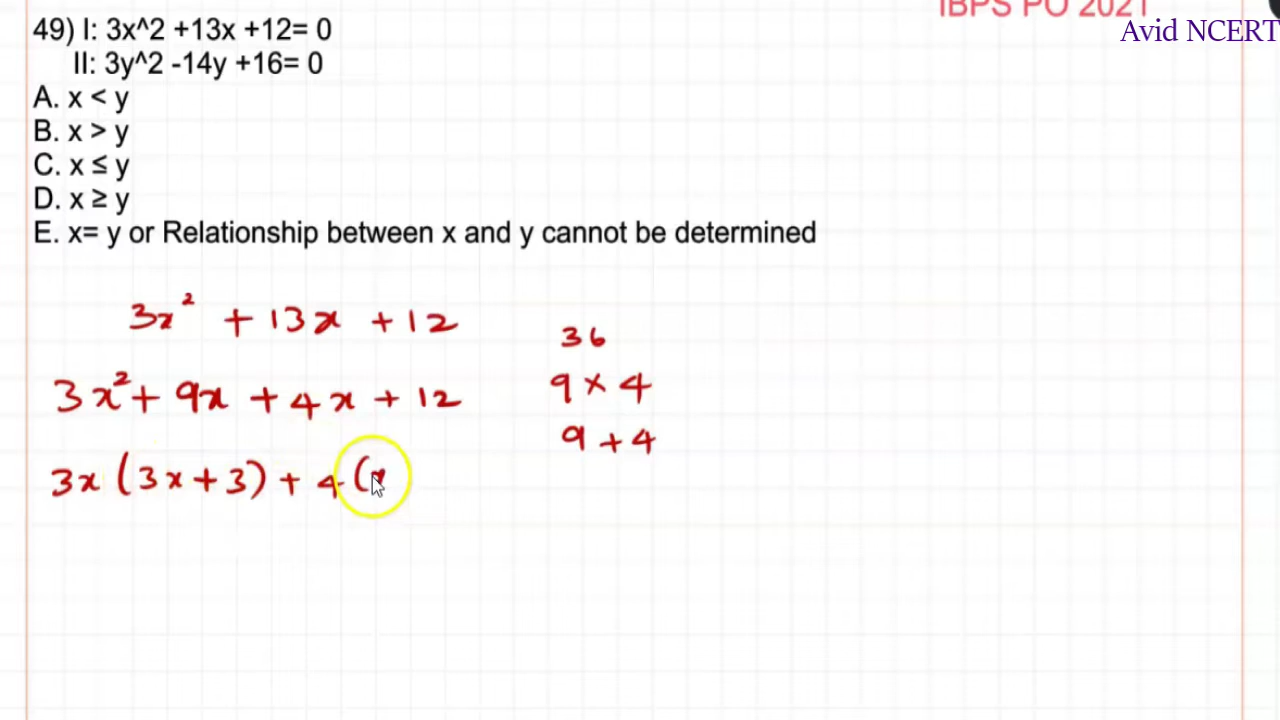 IBPS PO 2021
Avid NCERT
49) I: 3x^2 +13x +12= 0
II: 3y^2 -14y +16= 0
A. x < y
B. x > y
C. x ≤ y
D. x ≥ y
E. x= y or Relationship between x and y cannot be determined
3x² + 13x + 12
36
3x² + 9x + 4x + 12
9 × 4
9 + 4
3x (3x + 3) + 4 (x